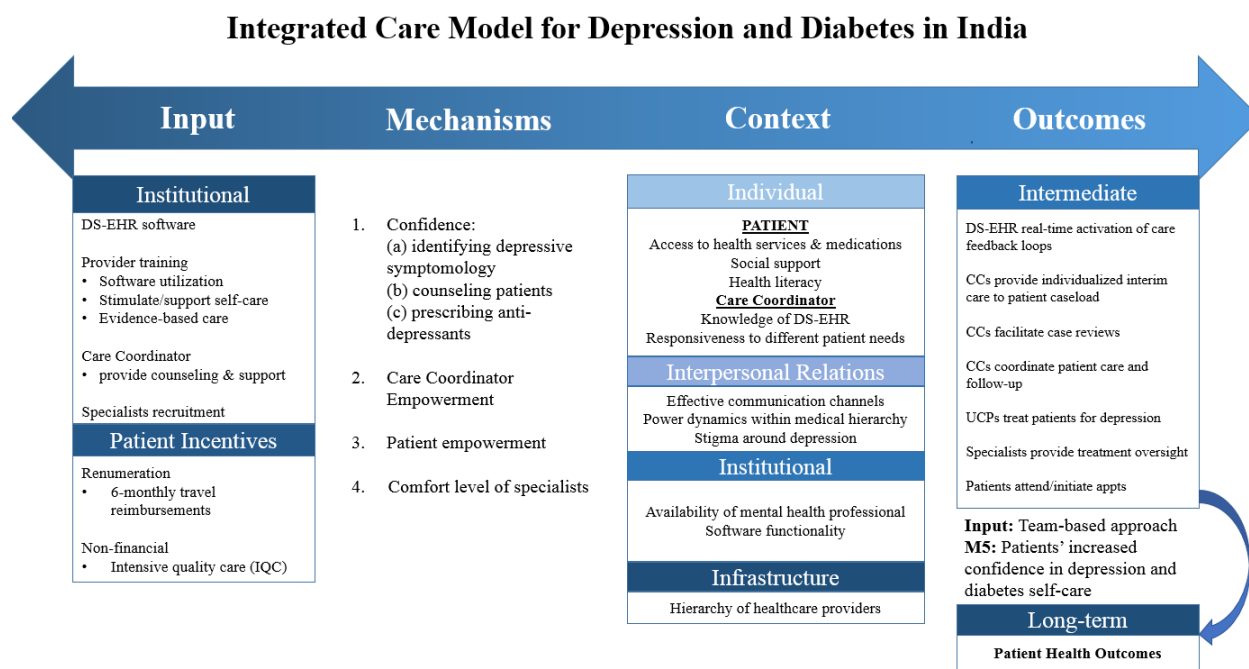 Integrated Care Model for Depression and Diabetes in India
Input
Mechanisms
Context
Outcomes
Institutional
DS-EHR software
Provider training
• Software utilization
• Stimulate/support self-care
• Evidence-based care
Care Coordinator
• provide counseling & support
Specialists recruitment
Patient Incentives
Renumeration
• 6-monthly travel
reimbursements
Non-financial
• Intensive quality care (IQC)
1. Confidence:
(a) identifying depressive
symptomology
(b) counseling patients
(c) prescribing anti-
depressants
2. Care Coordinator
Empowerment
3. Patient empowerment
4. Comfort level of specialists
Individual
PATIENT
Access to health services & medications
Social support
Health literacy
Care Coordinator
Knowledge of DS-EHR
Responsiveness to different patient needs
Interpersonal Relations
Effective communication channels
Power dynamics within medical hierarchy
Stigma around depression
Institutional
Availability of mental health professional
Software functionality
Infrastructure
Hierarchy of healthcare providers
Intermediate
DS-EHR real-time activation of care
feedback loops
CCs provide individualized interim
care to patient caseload
CCs facilitate case reviews
CCs coordinate patient care and
follow-up
UCPs treat patients for depression
Specialists provide treatment oversight
Patients attend/initiate appts
Input: Team-based approach
M5: Patients' increased
confidence in depression and
diabetes self-care
Long-term
Patient Health Outcomes